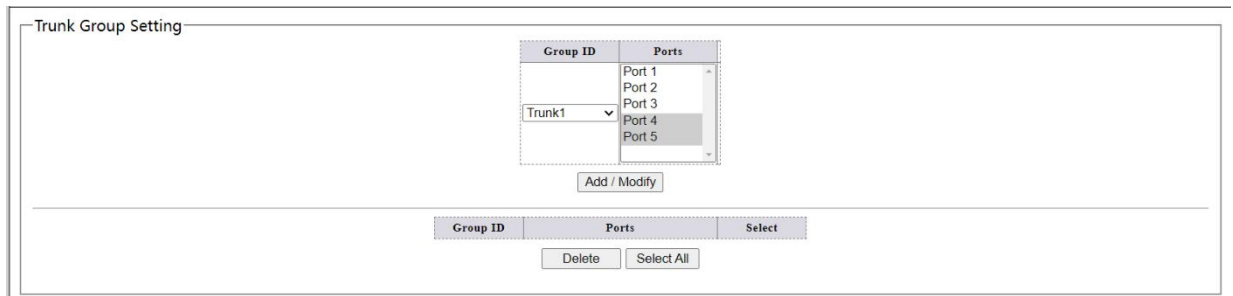 Trunk Group Setting
Group ID Ports
Port 1
Port 2
Trunk1 Port 3
Port 4
Port 5
Add / Modify
Group ID Ports Select
Delete Select All